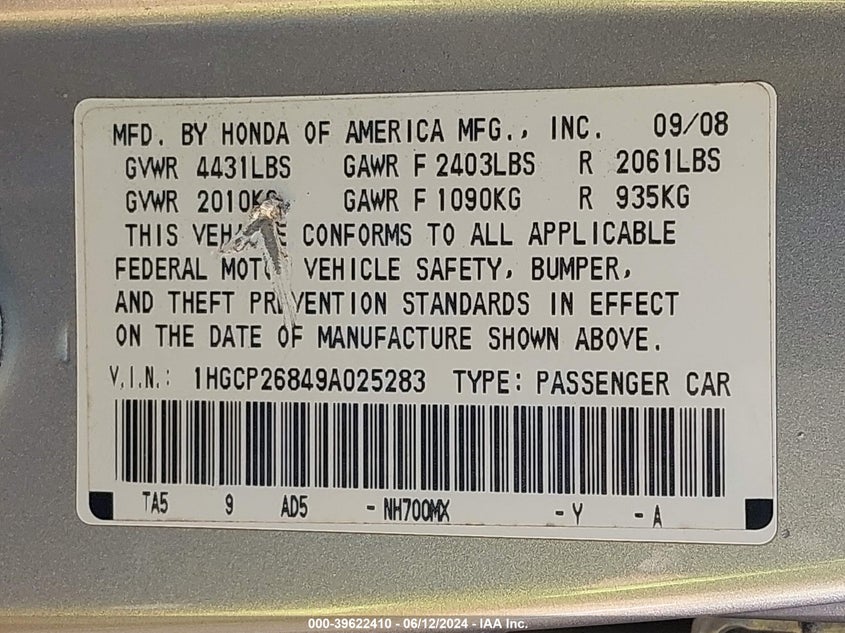 MFD. BY HONDA OF AMERICA MFG., INC. 09/08
GVWR 4431LBS GAWR F 2403LBS R 2061LBS
GVWR 2010KG GAWR F 1090KG R 935KG
THIS VEHICLE CONFORMS TO ALL APPLICABLE
FEDERAL MOTOR VEHICLE SAFETY, BUMPER,
AND THEFT PREVENTION STANDARDS IN EFFECT
ON THE DATE OF MANUFACTURE SHOWN ABOVE.
V.I.N.: 1HGCP26849A025283 TYPE: PASSENGER CAR
TA5 9 AD5 - NH700MX - Y - A
000-39622410 - 06/12/2024 - IAA Inc.